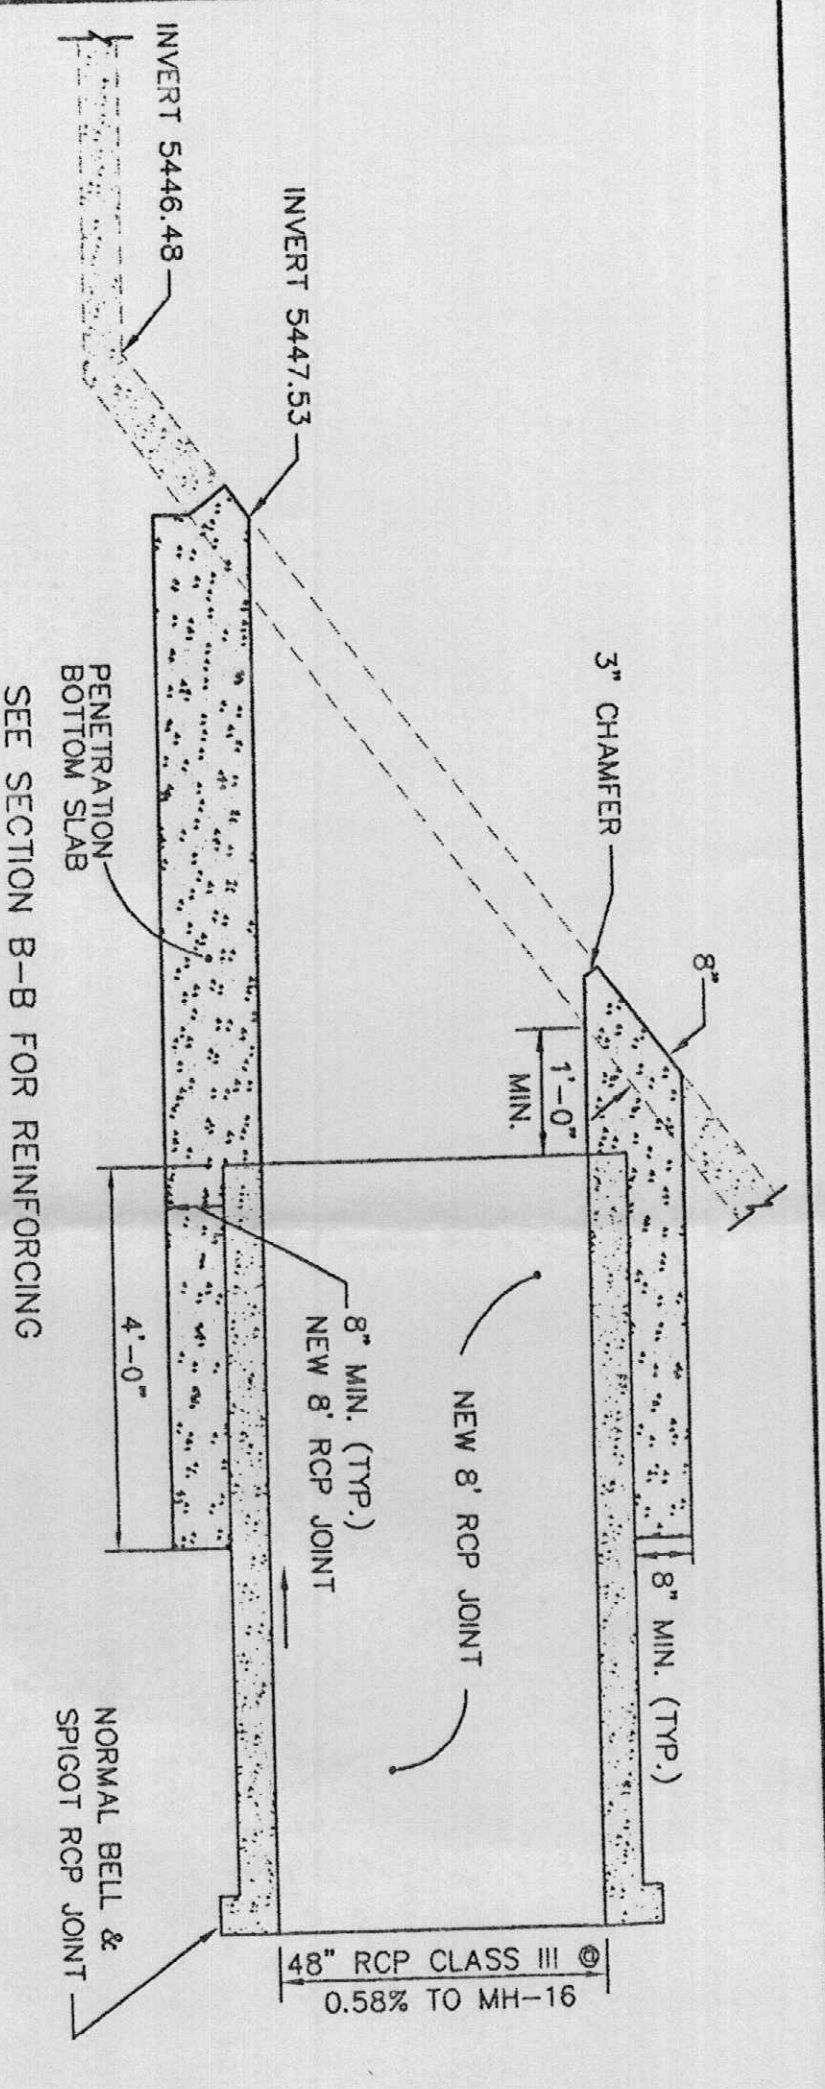 INVERT 5446.48
INVERT 5447.53
3" CHAMFER
8"
1'-0"
MIN.
PENETRATION
BOTTOM SLAB
8" MIN. (TYP.)
NEW 8' RCP JOINT
NEW 8' RCP JOINT
8" MIN. (TYP.)
4'-0"
NORMAL BELL &
SPIGOT RCP JOINT
48" RCP CLASS III @
0.58% TO MH-16
SEE SECTION B-B FOR REINFORCING